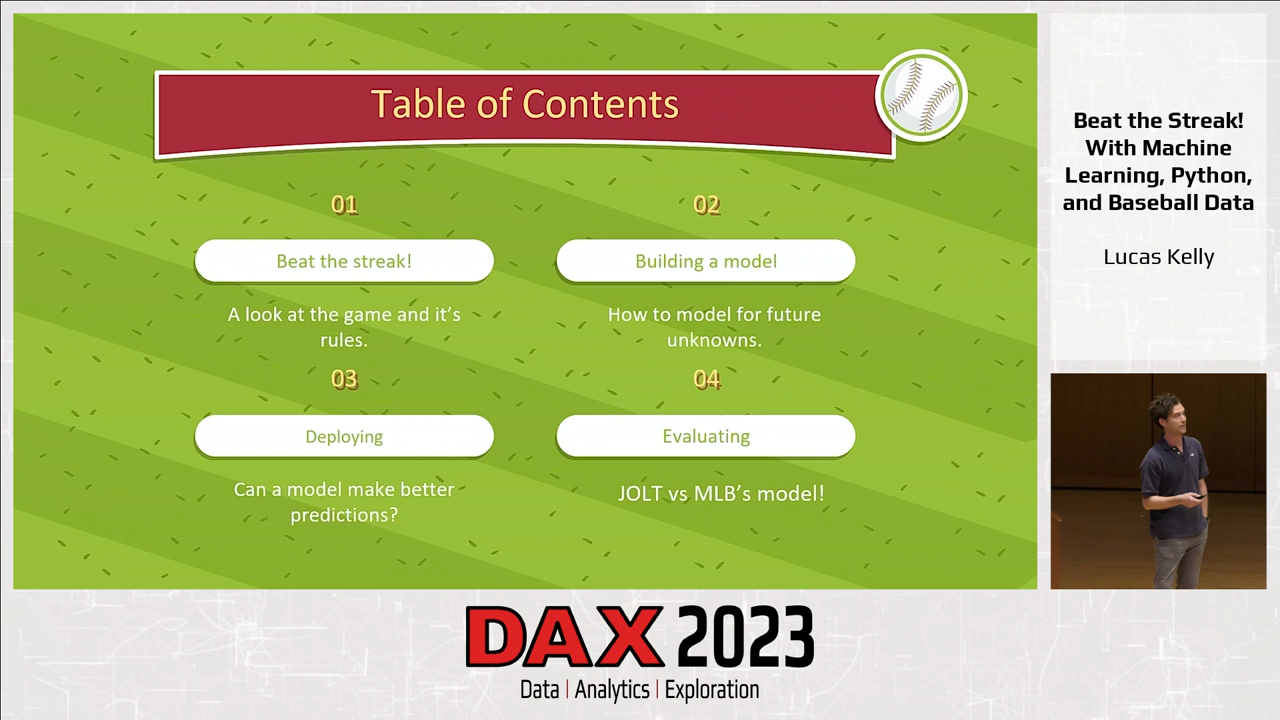 Table of Contents
01
Beat the streak!
A look at the game and it's
rules.
02
Building a model
How to model for future
unknowns.
03
Deploying
Can a model make better
predictions?
04
Evaluating
JOLT vs MLB's model!
Beat the Streak!
With Machine
Learning, Python,
and Baseball Data
Lucas Kelly
DAX 2023
Data | Analytics | Exploration